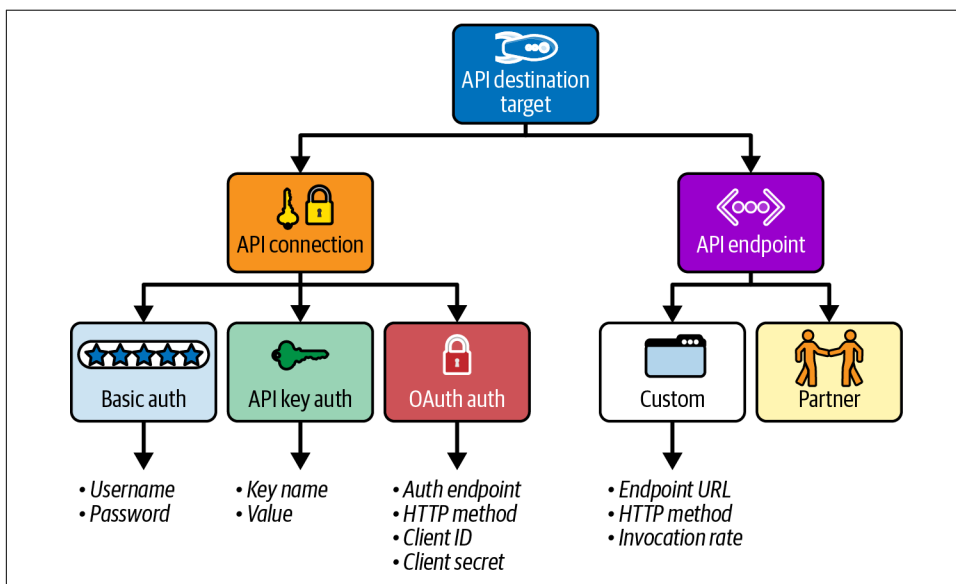 API destination
target
API connection
API endpoint
Basic auth
API key auth
OAuth auth
Custom
Partner
• Username
• Password
• Key name
• Value
• Auth endpoint
• HTTP method
• Client ID
• Client secret
• Endpoint URL
• HTTP method
• Invocation rate